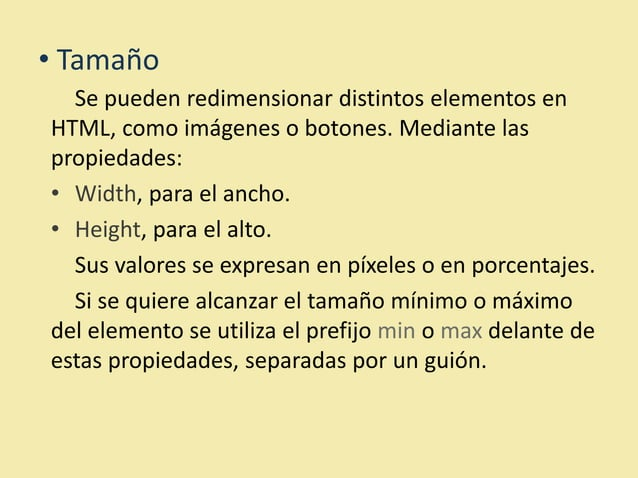 • Tamaño
Se pueden redimensionar distintos elementos en
HTML, como imágenes o botones. Mediante las
propiedades:
• Width, para el ancho.
• Height, para el alto.
Sus valores se expresan en píxeles o en porcentajes.
Si se quiere alcanzar el tamaño mínimo o máximo
del elemento se utiliza el prefijo min o max delante de
estas propiedades, separadas por un guión.